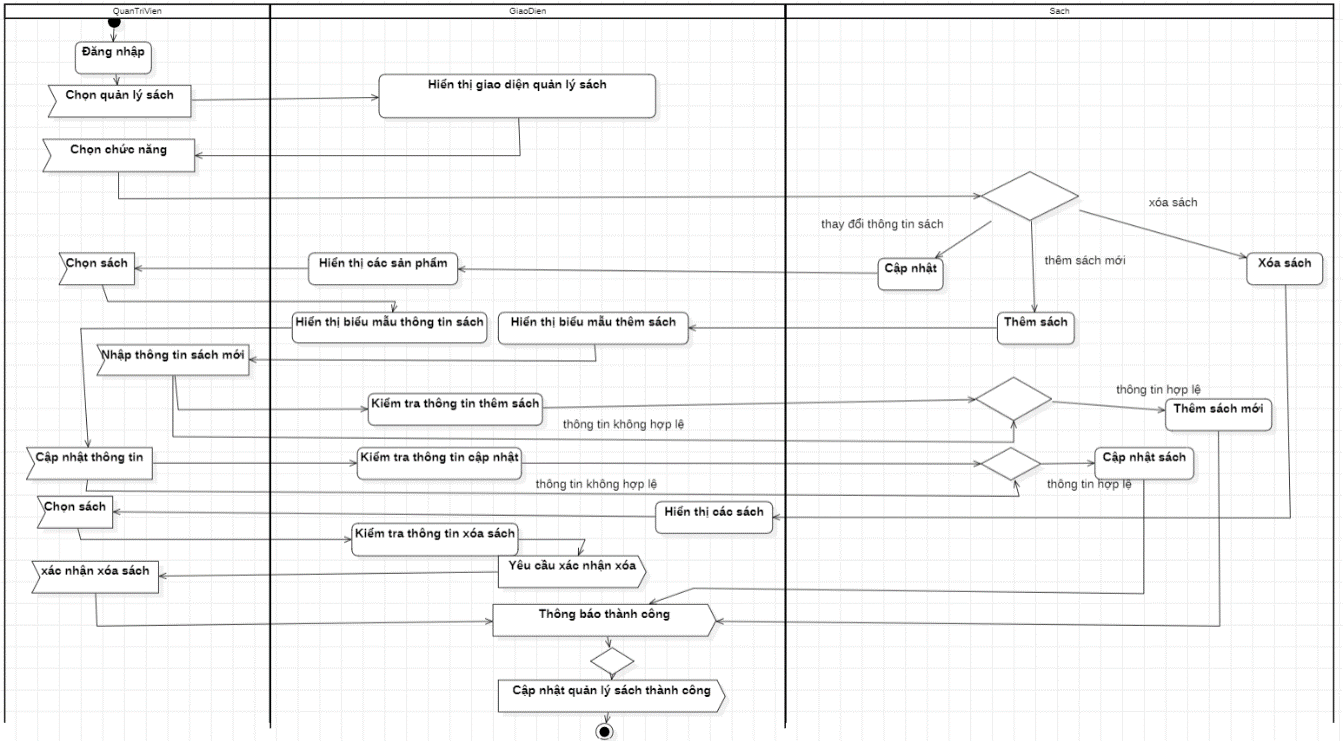 QuanTriVien
GiaoDien
Sach
Đăng nhập
Chọn quản lý sách
Hiển thị giao diện quản lý sách
Chọn chức năng
xóa sách
thay đổi thông tin sách
thêm sách mới
Chọn sách
Hiển thị các sản phẩm
Cập nhật
Xóa sách
Hiển thị biểu mẫu thông tin sách
Hiển thị biểu mẫu thêm sách
Thêm sách
Nhập thông tin sách mới
Kiểm tra thông tin thêm sách
thông tin hợp lệ
Thêm sách mới
thông tin không hợp lệ
Cập nhật thông tin
Kiểm tra thông tin cập nhật
Cập nhật sách
thông tin không hợp lệ
thông tin hợp lệ
Chọn sách
Hiển thị các sách
Kiểm tra thông tin xóa sách
Yêu cầu xác nhận xóa
xác nhận xóa sách
Thông báo thành công
Cập nhật quản lý sách thành công